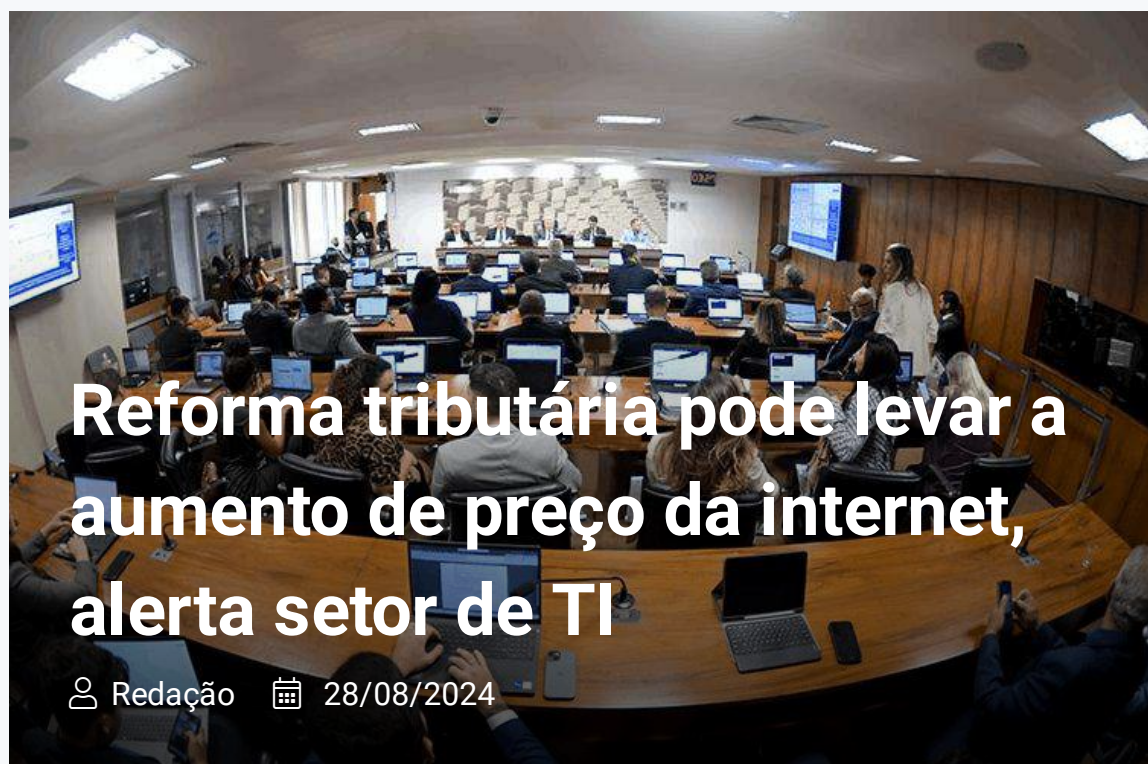 Reforma tributária pode levar a
aumento de preço da internet,
alerta setor de TI
Redação 28/08/2024